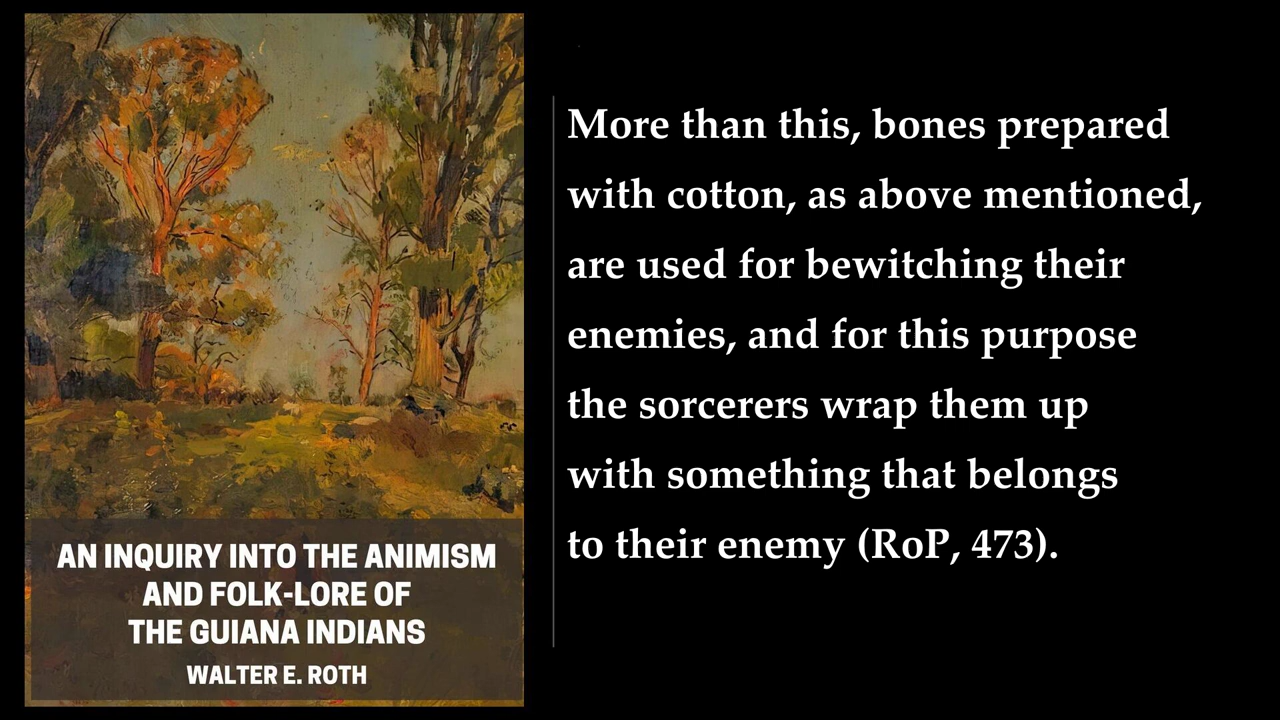 More than this, bones prepared
with cotton, as above mentioned,
are used for bewitching their
enemies, and for this purpose
the sorcerers wrap them up
with something that belongs
to their enemy (RoP, 473).
AN INQUIRY INTO THE ANIMISM
AND FOLK-LORE OF
THE GUIANA INDIANS
WALTER E. ROTH